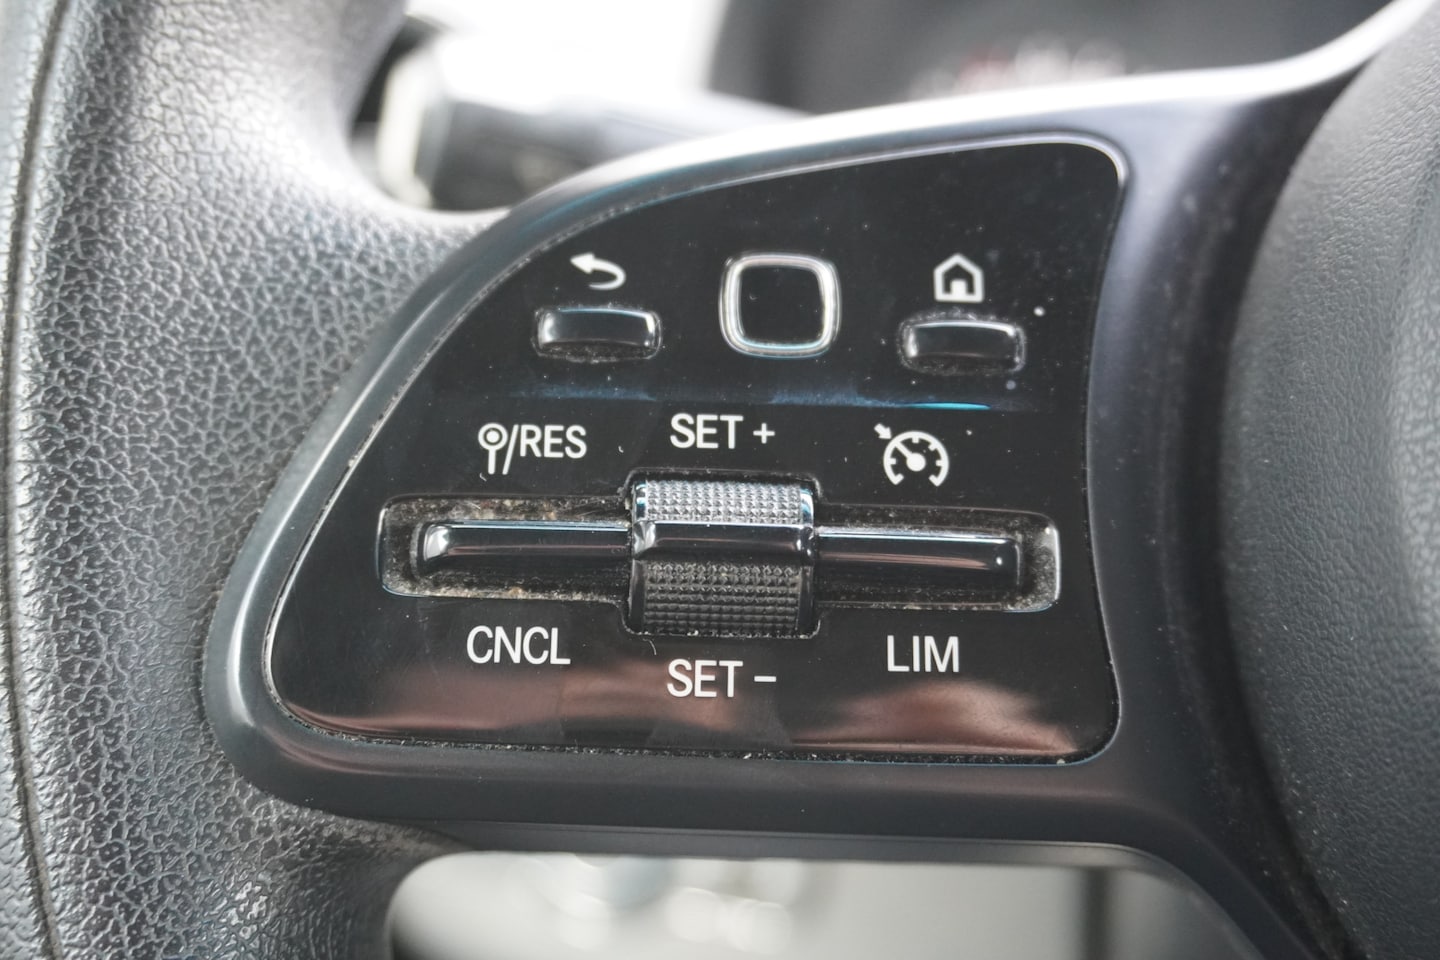 /RES
SET +
CNCL
SET -
LIM